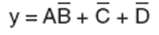 y = AB̅ + C̅ + D̅